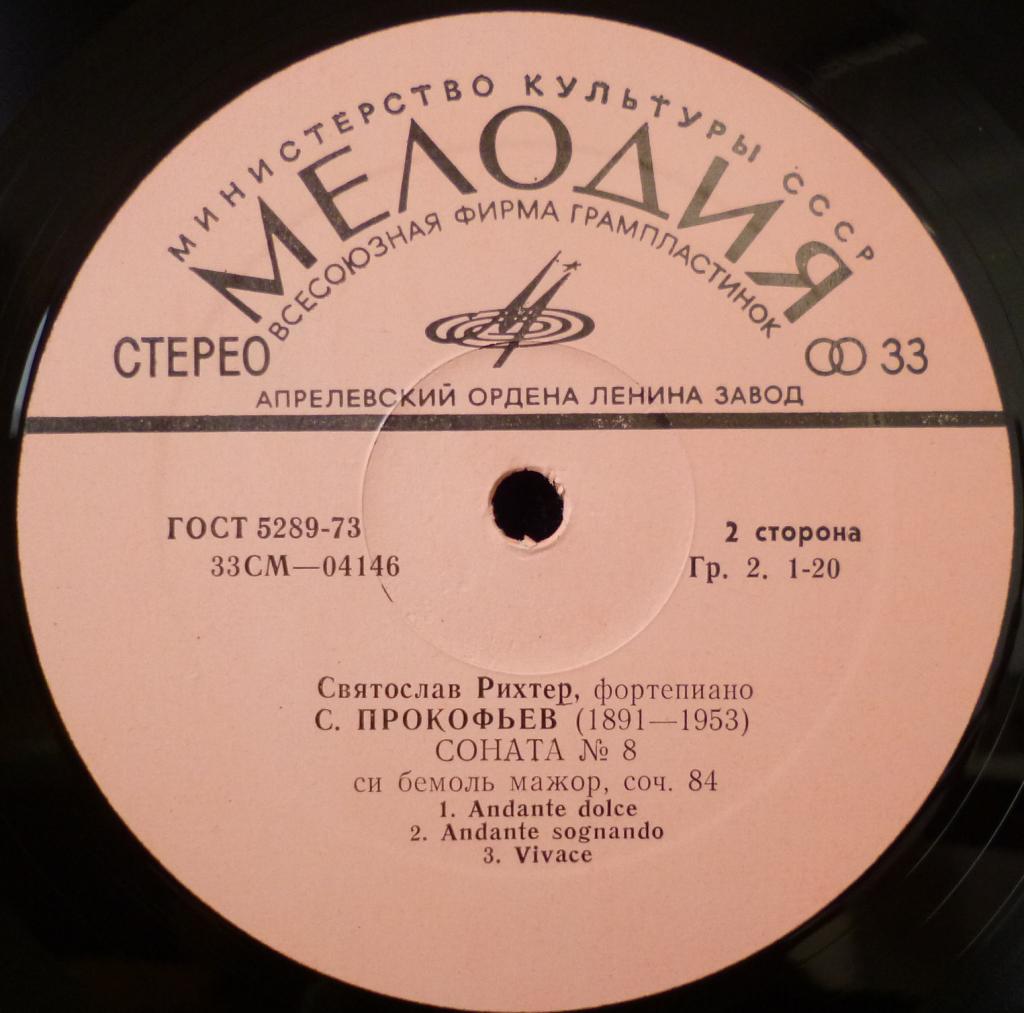 МИНИСТЕРСТВО КУЛЬТУРЫ СССР
МЕЛОДИЯ
ВСЕСОЮЗНАЯ ФИРМА ГРАМПЛАСТИНОК
СТЕРЕО
33
АПРЕЛЕВСКИЙ ОРДЕНА ЛЕНИНА ЗАВОД
ГОСТ 5289-73
33СМ—04146
2 сторона
Гр. 2. 1-20
Святослав Рихтер, фортепиано
С. ПРОКОФЬЕВ (1891—1953)
СОНАТА № 8
си бемоль мажор, соч. 84
1. Andante dolce
2. Andante sognando
3. Vivace